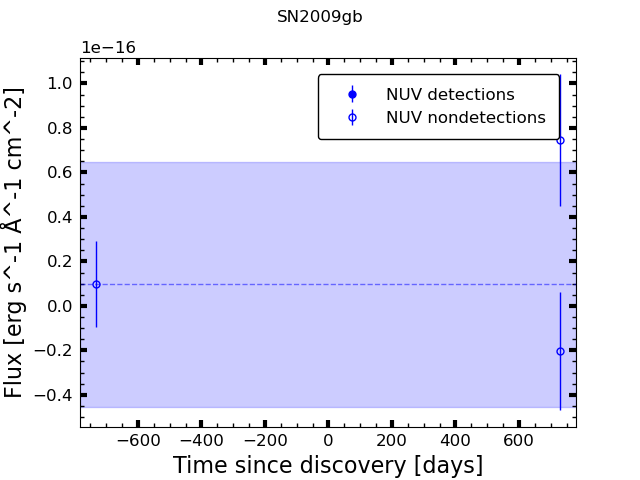 SN2009gb
1e−16
NUV detections
NUV nondetections
1.0
0.8
0.6
0.4
0.2
0.0
−0.2
−0.4
Flux [erg s^-1 Å^-1 cm^-2]
−600
−400
−200
0
200
400
600
Time since discovery [days]